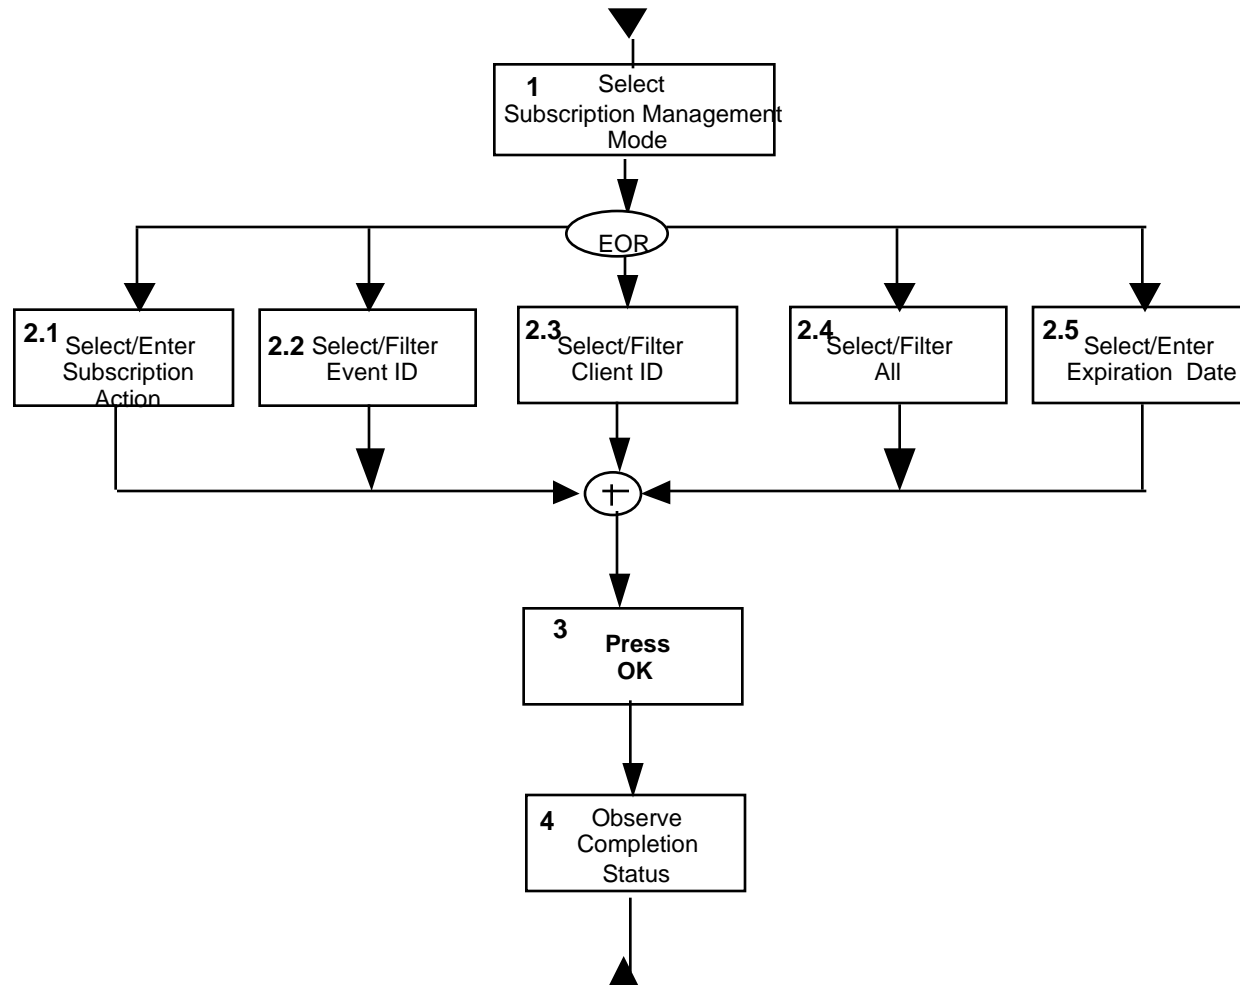 1
Select
Subscription Management
Mode
EOR
2.1
Select/Enter
Subscription
Action
2.2
Select/Filter
Event ID
2.3
Select/Filter
Client ID
2.4
Select/Filter
All
2.5
Select/Enter
Expiration Date
3
Press
OK
4
Observe
Completion
Status